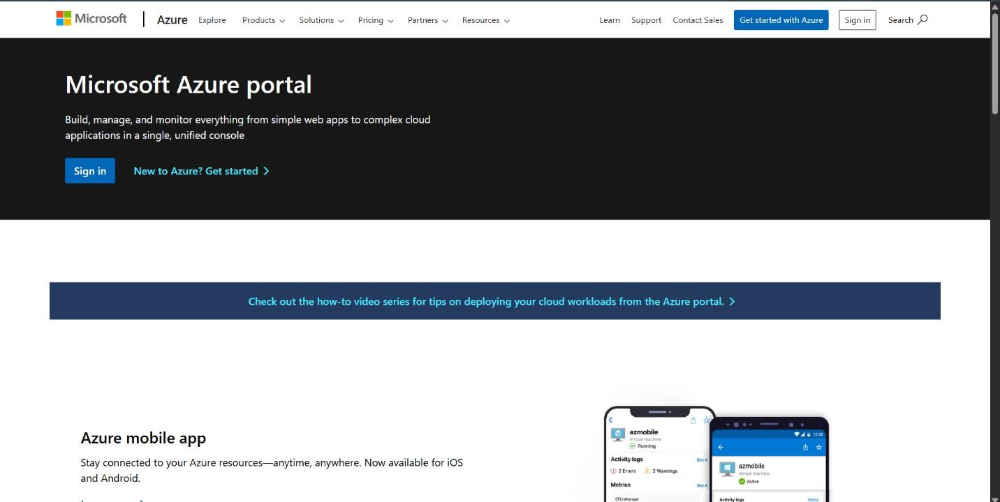 Microsoft
Azure
Explore
Products
Solutions
Pricing
Partners
Resources
Learn
Support
Contact Sales
Get started with Azure
Sign in
Search
Microsoft Azure portal
Build, manage, and monitor everything from simple web apps to complex cloud
applications in a single, unified console
Sign in
New to Azure? Get started
Check out the how-to video series for tips on deploying your cloud workloads from the Azure portal.
Azure mobile app
Stay connected to your Azure resources—anytime, anywhere. Now available for iOS
and Android.
azmobile
Virtual machine
Running
Activity logs
See A
2 Errors
2 Warnings
Metrics
See A
CPU (Average)
12:30
azmobile
Virtual machine
Active
Activity logs
More